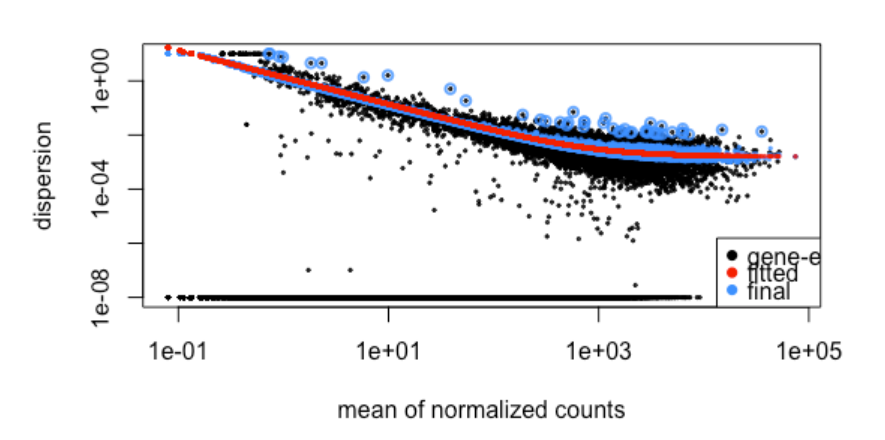 dispersion
1e+00
1e-04
1e-08
gene-e
fitted
final
1e-01 1e+01 1e+03 1e+05
mean of normalized counts